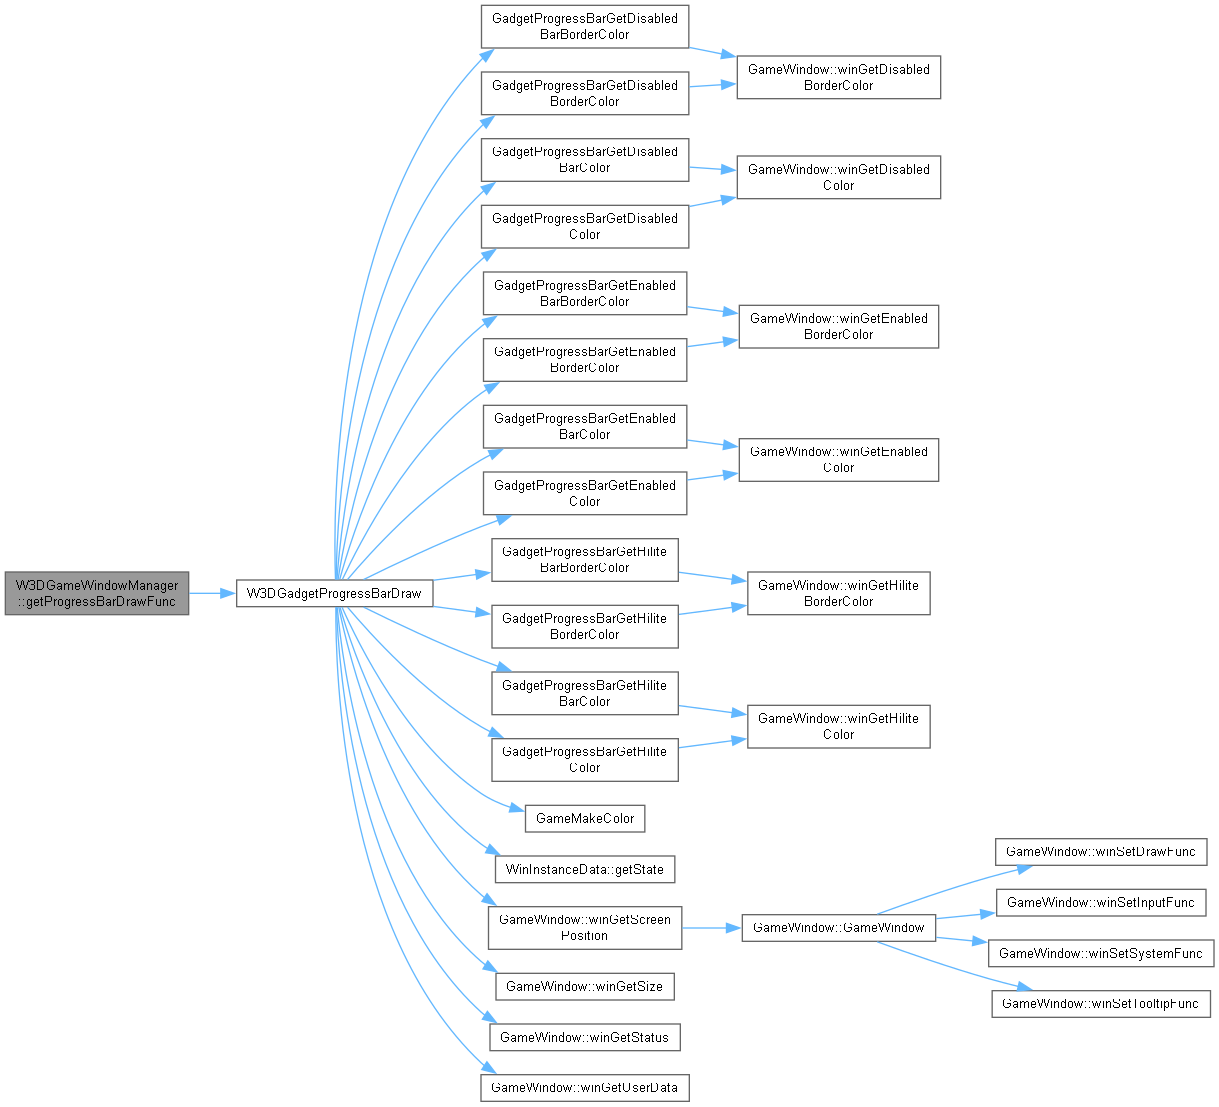 GadgetProgressBarGetDisabled
BarBorderColor
GameWindow::winGetDisabled
BorderColor
GadgetProgressBarGetDisabled
BorderColor
GadgetProgressBarGetDisabled
BarColor
GameWindow::winGetDisabled
Color
GadgetProgressBarGetDisabled
Color
GadgetProgressBarGetEnabled
BarBorderColor
GameWindow::winGetEnabled
BorderColor
GadgetProgressBarGetEnabled
BorderColor
GadgetProgressBarGetEnabled
BarColor
GameWindow::winGetEnabled
Color
GadgetProgressBarGetEnabled
Color
GadgetProgressBarGetHilite
BarBorderColor
W3DGameWindowManager
::getProgressBarDrawFunc
W3DGadgetProgressBarDraw
GameWindow::winGetHilite
BorderColor
GadgetProgressBarGetHilite
BorderColor
GadgetProgressBarGetHilite
BarColor
GameWindow::winGetHilite
Color
GadgetProgressBarGetHilite
Color
GameMakeColor
WinInstanceData::getState
GameWindow::winGetScreen
Position
GameWindow::GameWindow
GameWindow::winSetDrawFunc
GameWindow::winSetInputFunc
GameWindow::winSetSystemFunc
GameWindow::winSetTooltipFunc
GameWindow::winGetSize
GameWindow::winGetStatus
GameWindow::winGetUserData